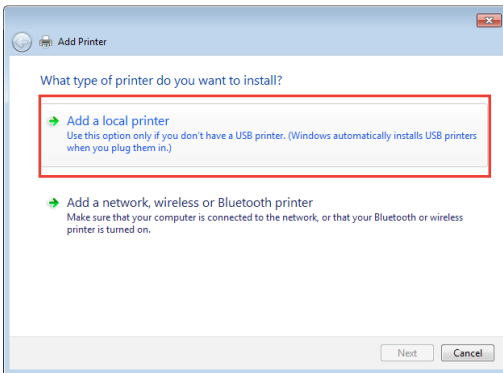 Add Printer
What type of printer do you want to install?
Add a local printer
Use this option only if you don't have a USB printer. (Windows automatically installs USB printers
when you plug them in.)
Add a network, wireless or Bluetooth printer
Make sure that your computer is connected to the network, or that your Bluetooth or wireless
printer is turned on.
Next Cancel